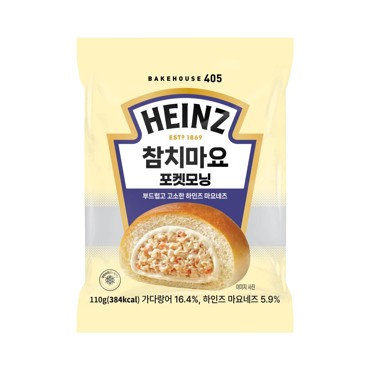 BAKEHOUSE 405
HEINZ
ESTD 1869
참치마요
포켓모닝
부드럽고 고소한 하인즈 마요네즈
이미지 사진
110g(384kcal) 가다랑어 16.4%, 하인즈 마요네즈 5.9%